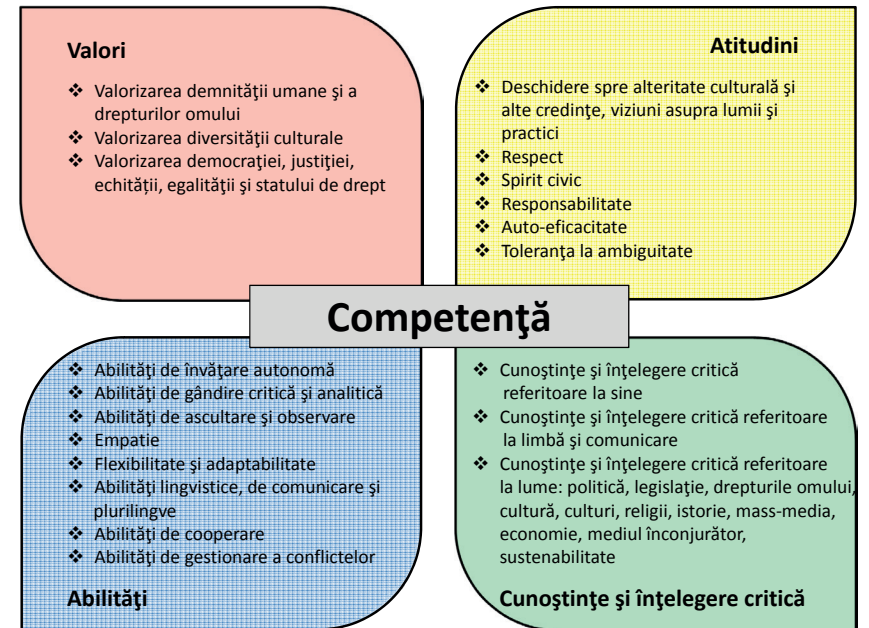 Valori
❖ Valorizarea demnităţii umane şi a
drepturilor omului
❖ Valorizarea diversităţii culturale
❖ Valorizarea democraţiei, justiţiei,
echității, egalităţii şi statului de drept
Atitudini
❖ Deschidere spre alteritate culturală şi
alte credinţe, viziuni asupra lumii şi
practici
❖ Respect
❖ Spirit civic
❖ Responsabilitate
❖ Auto-eficacitate
❖ Toleranţa la ambiguitate
Competenţă
❖ Abilităţi de învăţare autonomă
❖ Abilităţi de gândire critică şi analitică
❖ Abilităţi de ascultare şi observare
❖ Empatie
❖ Flexibilitate şi adaptabilitate
❖ Abilităţi lingvistice, de comunicare şi
plurilingve
❖ Abilităţi de cooperare
❖ Abilităţi de gestionare a conflictelor
Abilităţi
❖ Cunoştinţe şi înţelegere critică
referitoare la sine
❖ Cunoştinţe şi înţelegere critică referitoare
la limbă şi comunicare
❖ Cunoştinţe şi înţelegere critică referitoare
la lume: politică, legislaţie, drepturile omului,
cultură, culturi, religii, istorie, mass-media,
economie, mediul înconjurător,
sustenabilitate
Cunoştinţe şi înţelegere critică